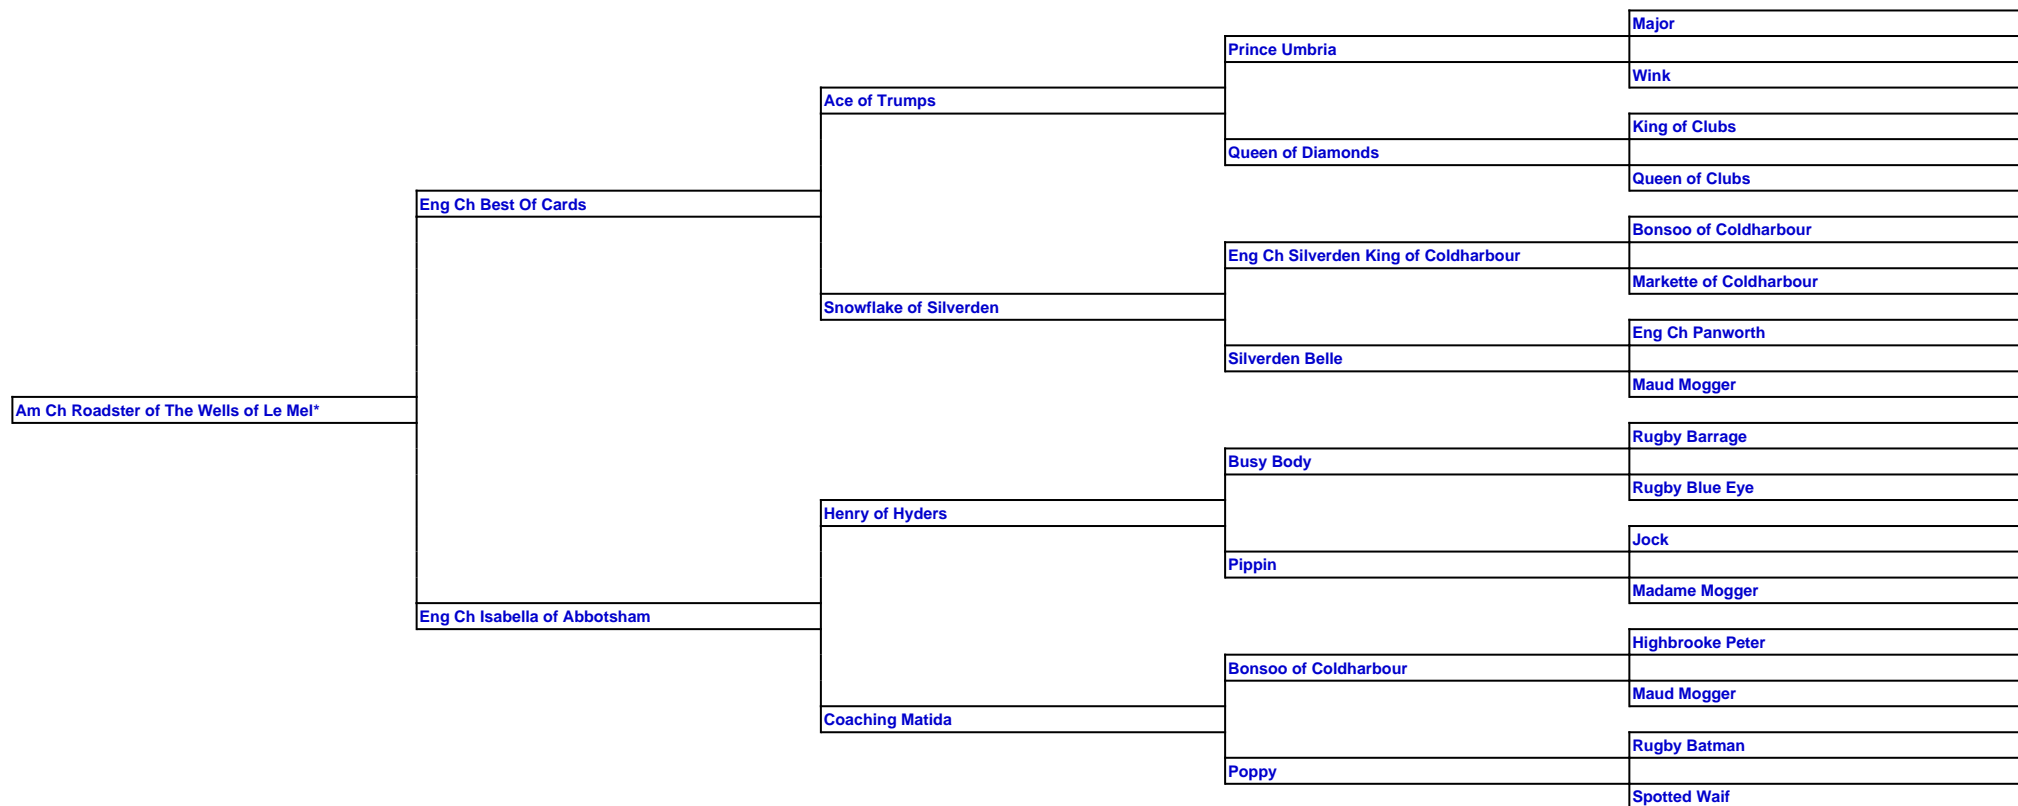 Major
Prince Umbria
Wink
Ace of Trumps
King of Clubs
Queen of Diamonds
Queen of Clubs
Eng Ch Best Of Cards
Bonsoo of Coldharbour
Eng Ch Silverden King of Coldharbour
Markette of Coldharbour
Snowflake of Silverden
Eng Ch Panworth
Silverden Belle
Maud Mogger
Am Ch Roadster of The Wells of Le Mel*
Rugby Barrage
Busy Body
Rugby Blue Eye
Henry of Hyders
Jock
Pippin
Madame Mogger
Eng Ch Isabella of Abbotsham
Highbrooke Peter
Bonsoo of Coldharbour
Maud Mogger
Coaching Matida
Rugby Batman
Poppy
Spotted Waif